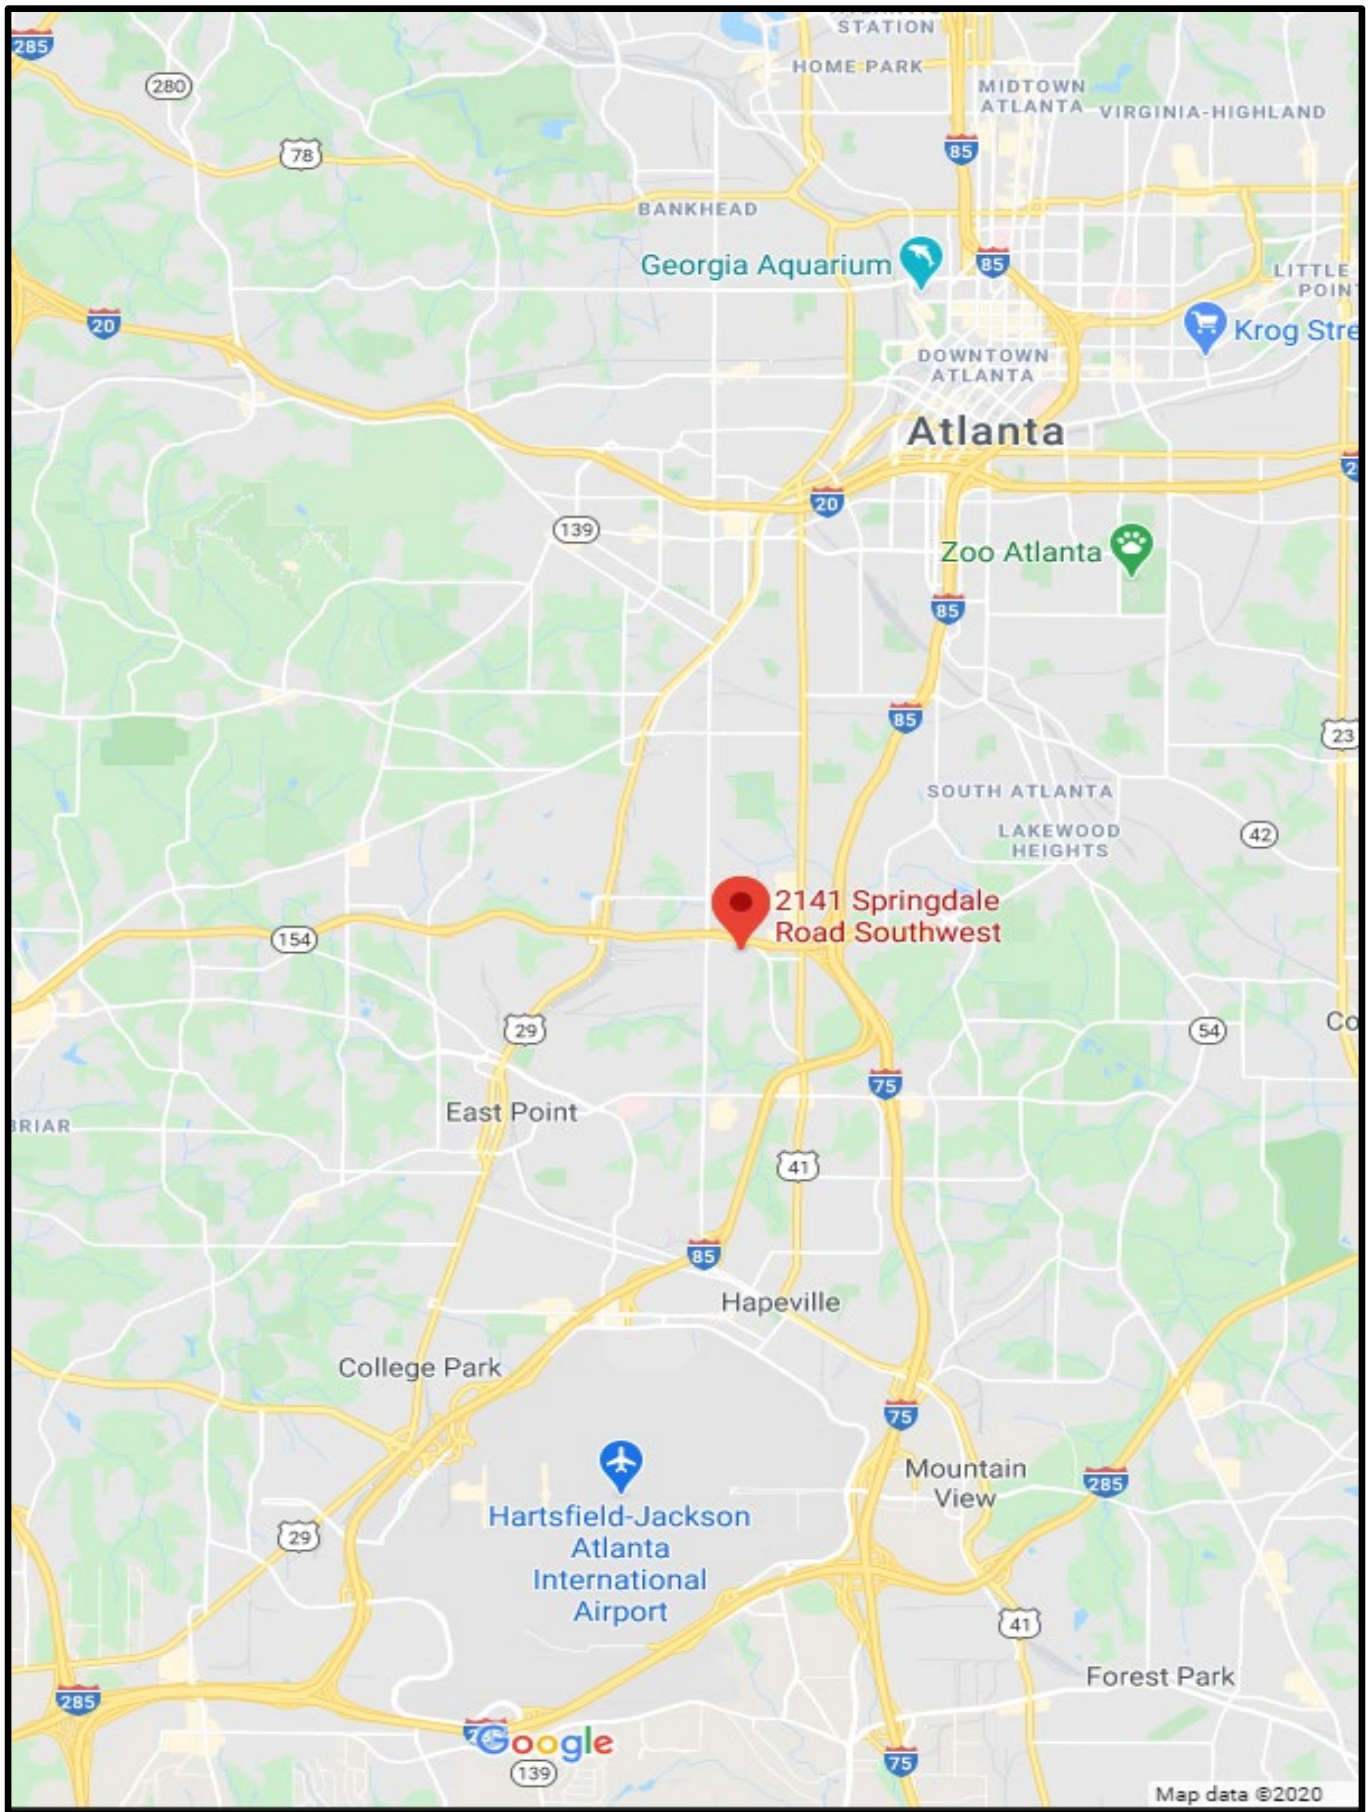 STATION
285
HOME PARK
280
MIDTOWN
ATLANTA
VIRGINIA-HIGHLAND
85
78
BANKHEAD
Georgia Aquarium
85
LITTLE
20
Krog Stre
DOWNTOWN
ATLANTA
Atlanta
20
139
Zoo Atlanta
85
85
23
SOUTH ATLANTA
LAKEWOOD
HEIGHTS
42
2141 Springdale
Road Southwest
154
29
54
Co
75
East Point
BRIAR
41
85
Hapeville
College Park
75
Mountain
View
285
Hartsfield-Jackson
Atlanta
International
Airport
29
41
Forest Park
285
Google
139
75
Map data ©2020